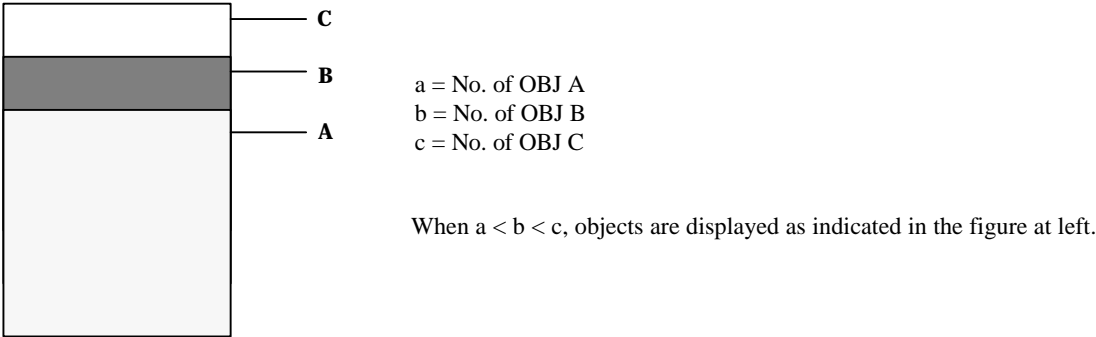 C
B
A
a = No. of OBJ A
b = No. of OBJ B
c = No. of OBJ C
When a < b < c, objects are displayed as indicated in the figure at left.